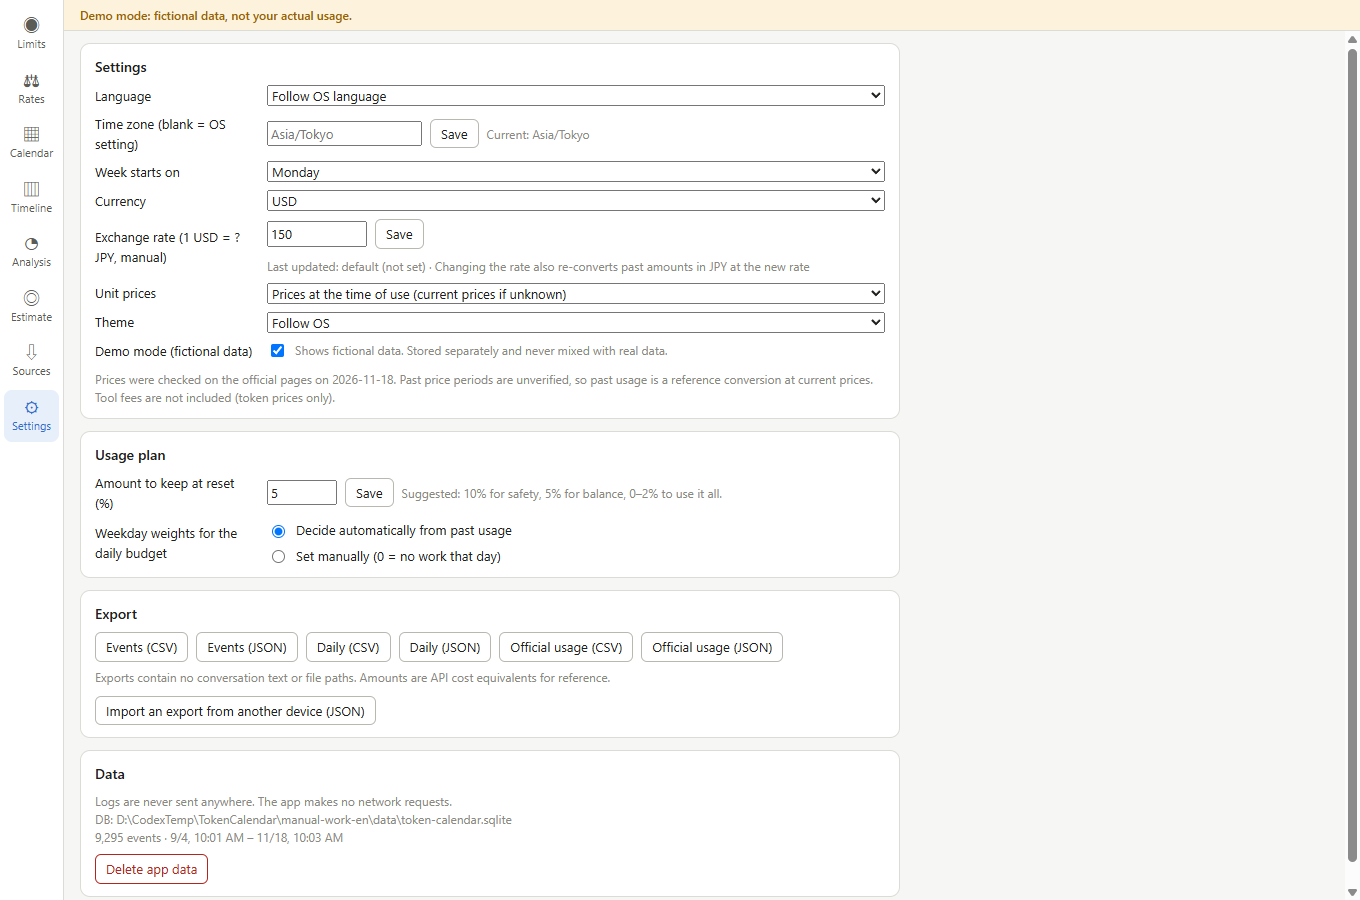 Demo mode: fictional data, not your actual usage.
Limits
Rates
Calendar
Timeline
Analysis
Estimate
Sources
Settings
Settings
Language
Follow OS language
Time zone (blank = OS
setting)
Asia/Tokyo
Save
Current: Asia/Tokyo
Week starts on
Monday
Currency
USD
Exchange rate (1 USD = ?
JPY, manual)
150
Save
Last updated: default (not set) · Changing the rate also re-converts past amounts in JPY at the new rate
Unit prices
Prices at the time of use (current prices if unknown)
Theme
Follow OS
Demo mode (fictional data)
Shows fictional data. Stored separately and never mixed with real data.
Prices were checked on the official pages on 2026-11-18. Past price periods are unverified, so past usage is a reference conversion at current prices.
Tool fees are not included (token prices only).
Usage plan
Amount to keep at reset
(%)
5
Save
Suggested: 10% for safety, 5% for balance, 0–2% to use it all.
Weekday weights for the
daily budget
Decide automatically from past usage
Set manually (0 = no work that day)
Export
Events (CSV)
Events (JSON)
Daily (CSV)
Daily (JSON)
Official usage (CSV)
Official usage (JSON)
Exports contain no conversation text or file paths. Amounts are API cost equivalents for reference.
Import an export from another device (JSON)
Data
Logs are never sent anywhere. The app makes no network requests.
DB: D:\CodexTemp\TokenCalendar\manual-work-en\data\token-calendar.sqlite
9,295 events · 9/4, 10:01 AM – 11/18, 10:03 AM
Delete app data